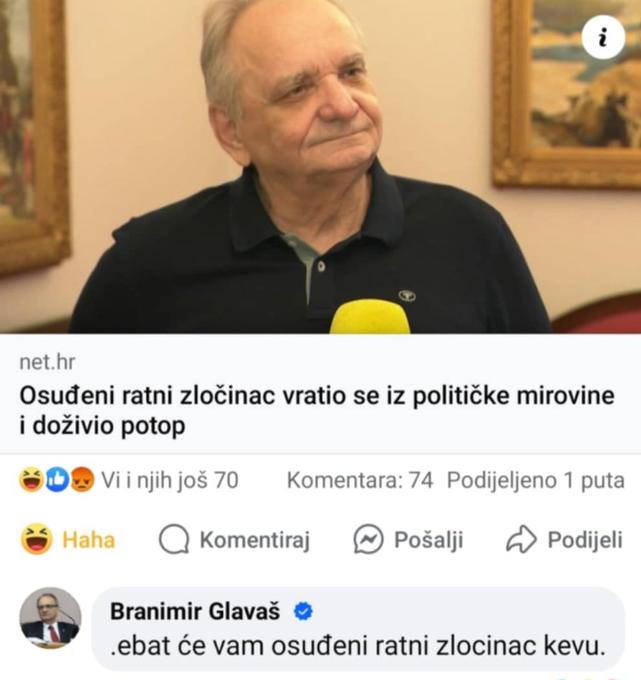 i
net.hr
Osuđeni ratni zločinac vratio se iz političke mirovine
i doživio potop
Vi i njih još 70 Komentara: 74 Podijeljeno 1 puta
Haha Komentiraj Pošalji Podijeli
Branimir Glavaš
.ebat će vam osuđeni ratni zlocinac kevu.